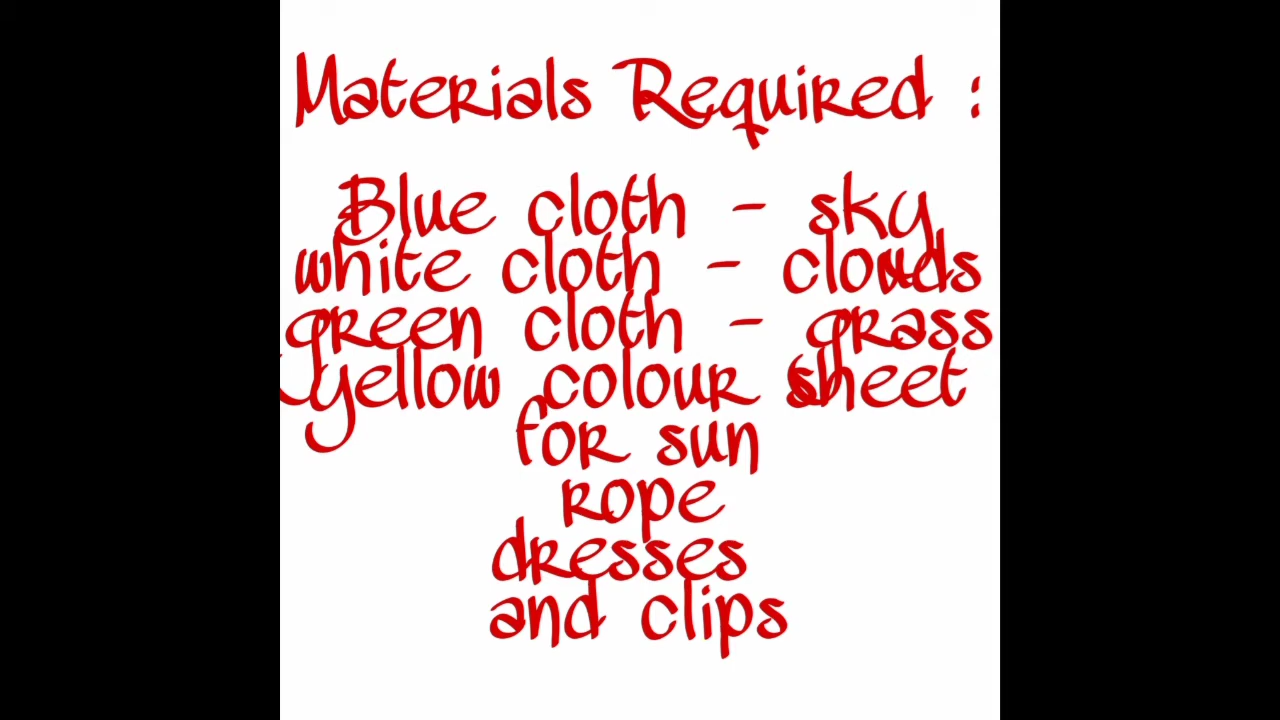 Materials Required :
Blue cloth - sky
white cloth - clouds
green cloth - grass
yellow colour sheet
for sun
rope
dresses
and clips